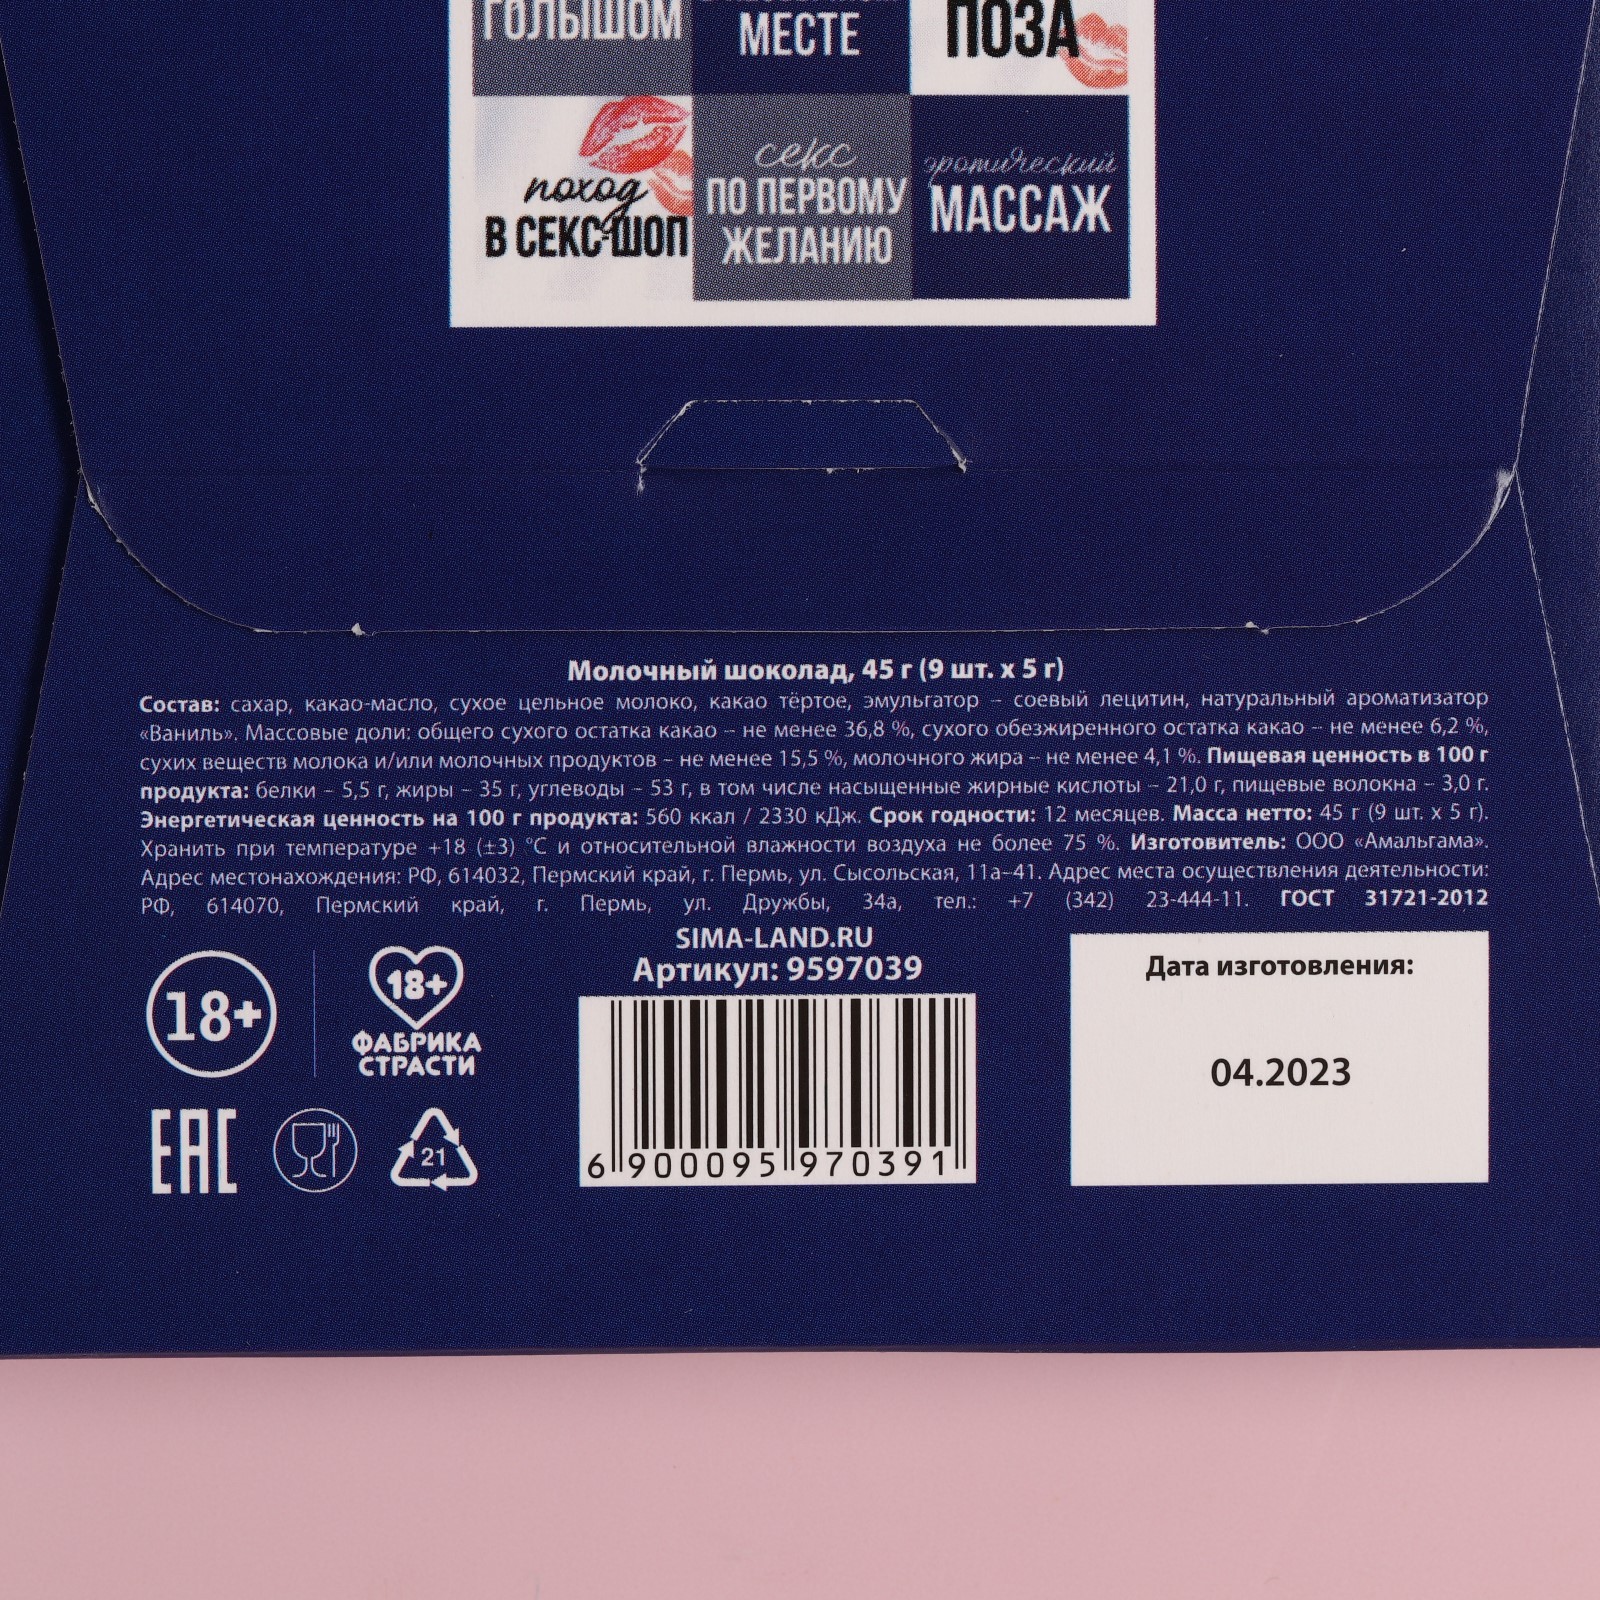 ГОЛЫШОМ
МЕСТЕ
ПОЗА
поход
В СЕКС-ШОП
секс
ПО ПЕРВОМУ
ЖЕЛАНИЮ
эротический
МАССАЖ
Молочный шоколад, 45 г (9 шт. х 5 г)
Состав: сахар, какао-масло, сухое цельное молоко, какао тёртое, эмульгатор – соевый лецитин, натуральный ароматизатор
«Ваниль». Массовые доли: общего сухого остатка какао – не менее 36,8 %, сухого обезжиренного остатка какао – не менее 6,2 %,
сухих веществ молока и/или молочных продуктов – не менее 15,5 %, молочного жира – не менее 4,1 %. Пищевая ценность в 100 г
продукта: белки – 5,5 г, жиры – 35 г, углеводы – 53 г, в том числе насыщенные жирные кислоты – 21,0 г, пищевые волокна – 3,0 г.
Энергетическая ценность на 100 г продукта: 560 ккал / 2330 кДж. Срок годности: 12 месяцев. Масса нетто: 45 г (9 шт. х 5 г).
Хранить при температуре +18 (±3) °С и относительной влажности воздуха не более 75 %. Изготовитель: ООО «Амальгама».
Адрес местонахождения: РФ, 614032, Пермский край, г. Пермь, ул. Сысольская, 11а–41. Адрес места осуществления деятельности:
РФ, 614070, Пермский край, г. Пермь, ул. Дружбы, 34а, тел.: +7 (342) 23-444-11. ГОСТ 31721-2012
SIMA-LAND.RU
Артикул: 9597039
18+
18+
ФАБРИКА
СТРАСТИ
EAC
21
6 900095 970391
Дата изготовления:
04.2023